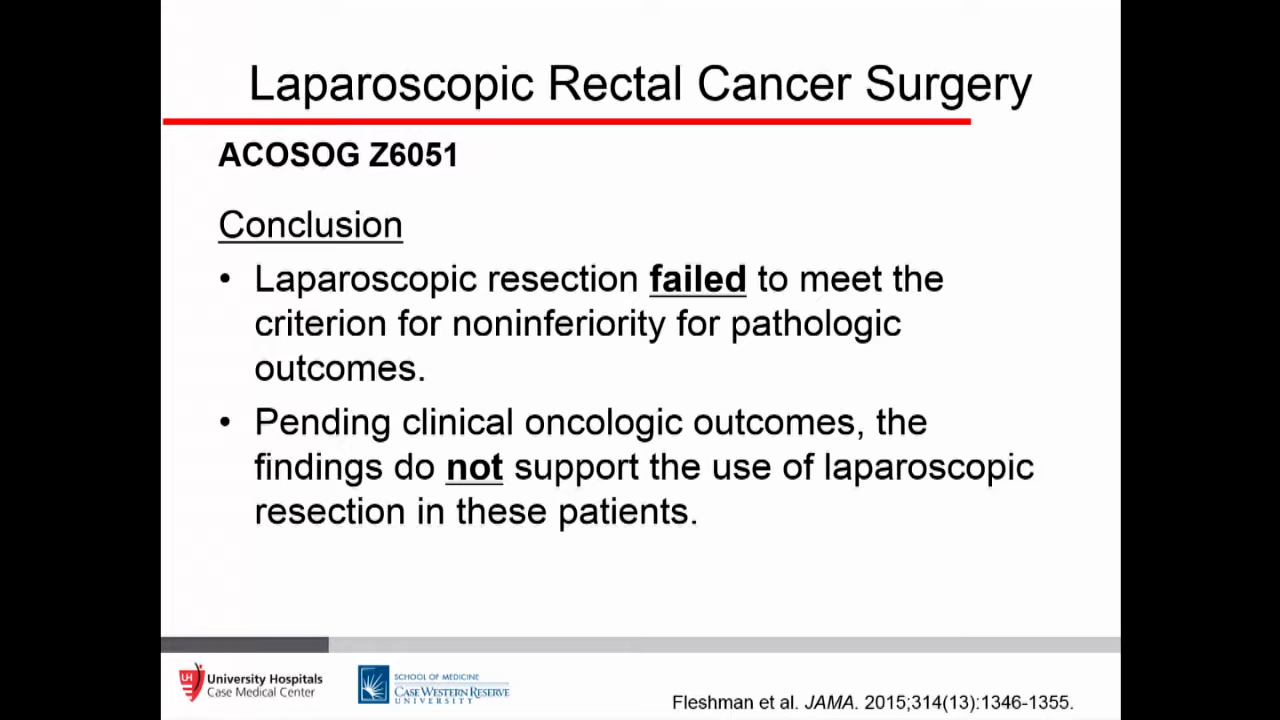 Laparoscopic Rectal Cancer Surgery
ACOSOG Z6051
Conclusion
• Laparoscopic resection failed to meet the
criterion for noninferiority for pathologic
outcomes.
• Pending clinical oncologic outcomes, the
findings do not support the use of laparoscopic
resection in these patients.
UH
University Hospitals
Case Medical Center
SCHOOL OF MEDICINE
CASE WESTERN RESERVE
UNIVERSITY
Fleshman et al. JAMA. 2015;314(13):1346-1355.